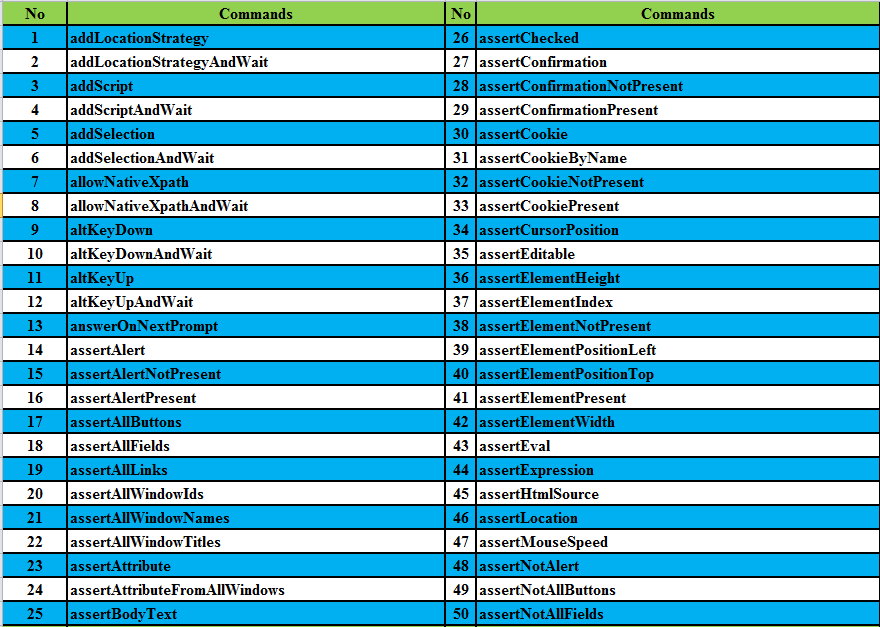 No Commands No Commands
1 addLocationStrategy 26 assertChecked
2 addLocationStrategyAndWait 27 assertConfirmation
3 addScript 28 assertConfirmationNotPresent
4 addScriptAndWait 29 assertConfirmationPresent
5 addSelection 30 assertCookie
6 addSelectionAndWait 31 assertCookieByName
7 allowNativeXpath 32 assertCookieNotPresent
8 allowNativeXpathAndWait 33 assertCookiePresent
9 altKeyDown 34 assertCursorPosition
10 altKeyDownAndWait 35 assertEditable
11 altKeyUp 36 assertElementHeight
12 altKeyUpAndWait 37 assertElementIndex
13 answerOnNextPrompt 38 assertElementNotPresent
14 assertAlert 39 assertElementPositionLeft
15 assertAlertNotPresent 40 assertElementPositionTop
16 assertAlertPresent 41 assertElementPresent
17 assertAllButtons 42 assertElementWidth
18 assertAllFields 43 assertEval
19 assertAllLinks 44 assertExpression
20 assertAllWindowIds 45 assertHtmlSource
21 assertAllWindowNames 46 assertLocation
22 assertAllWindowTitles 47 assertMouseSpeed
23 assertAttribute 48 assertNotAlert
24 assertAttributeFromAllWindows 49 assertNotAllButtons
25 assertBodyText 50 assertNotAllFields